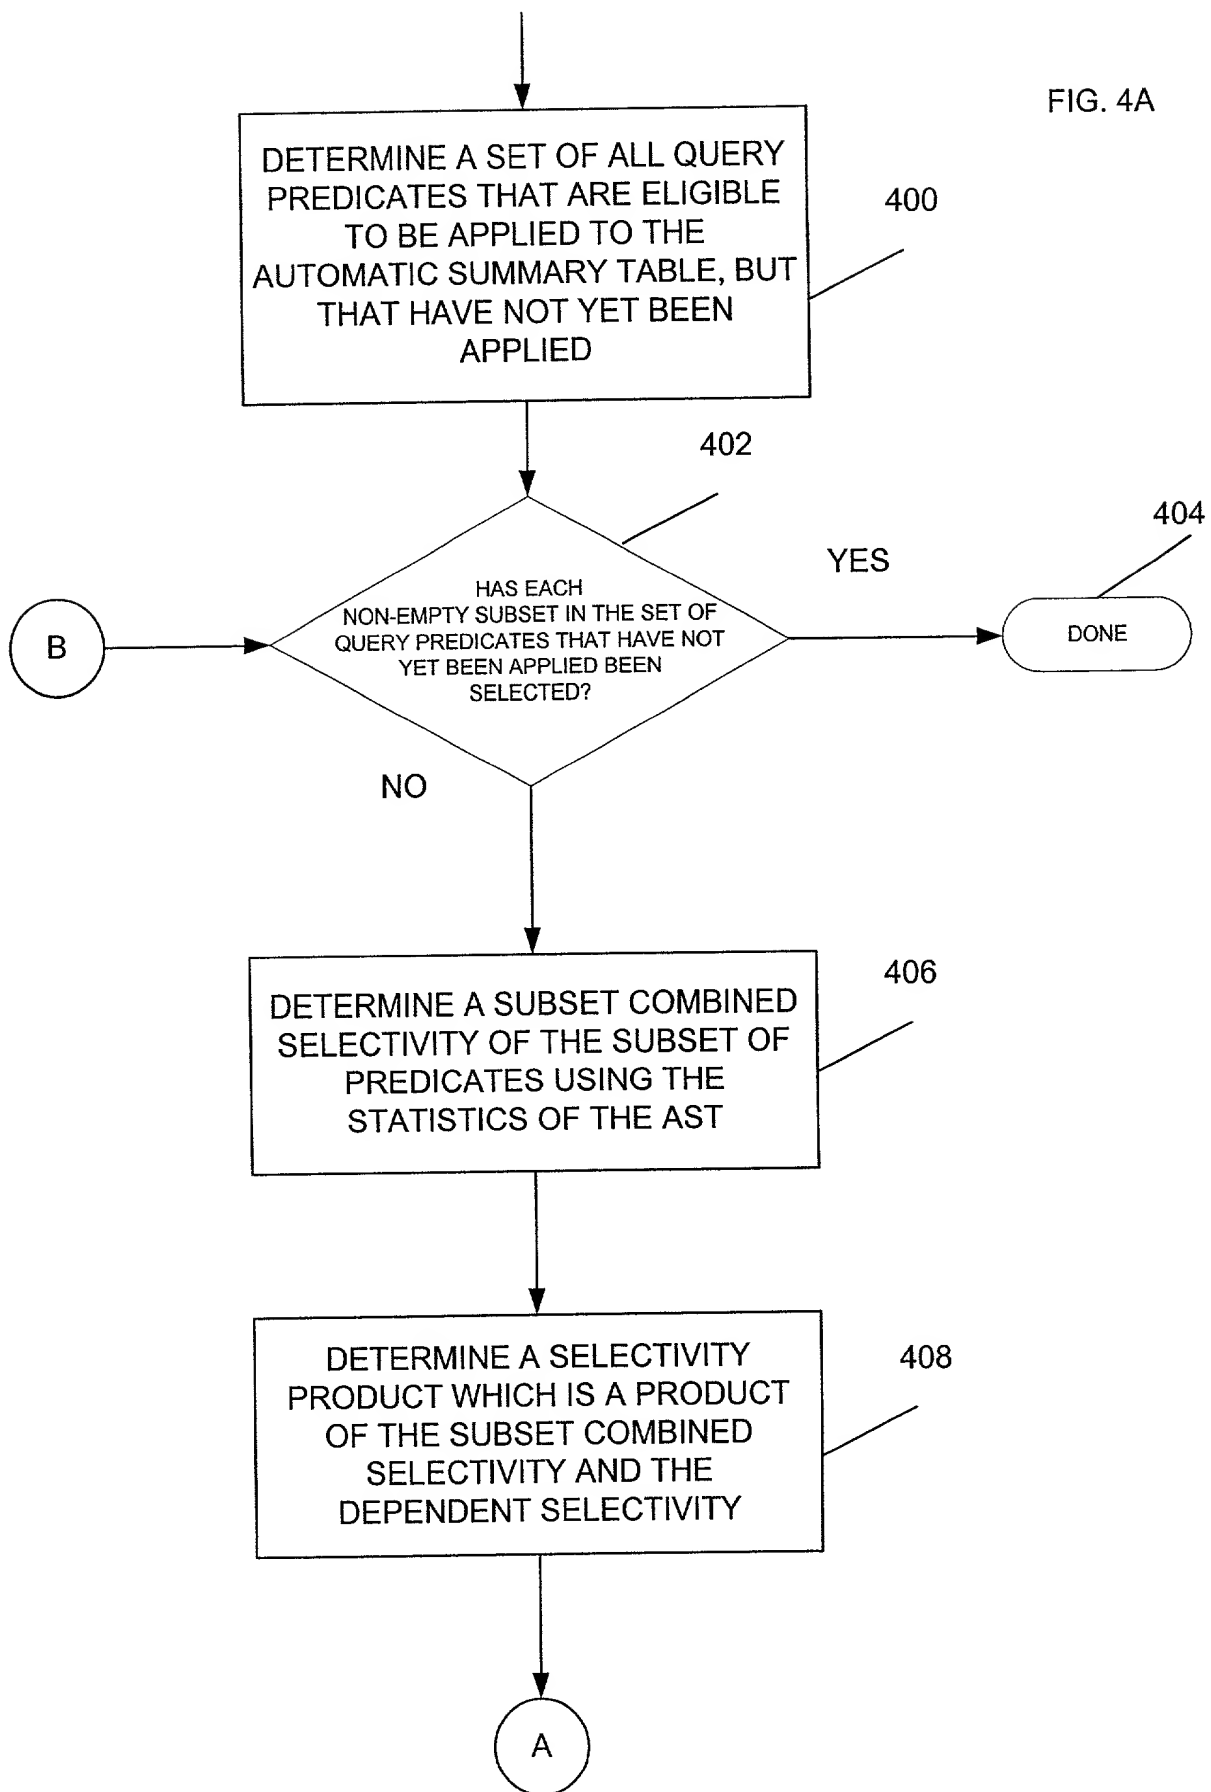 FIG. 4A
DETERMINE A SET OF ALL QUERY
PREDICATES THAT ARE ELIGIBLE
TO BE APPLIED TO THE
AUTOMATIC SUMMARY TABLE, BUT
THAT HAVE NOT YET BEEN
APPLIED
400
402
HAS EACH
NON-EMPTY SUBSET IN THE SET OF
QUERY PREDICATES THAT HAVE NOT
YET BEEN APPLIED BEEN
SELECTED?
YES
404
DONE
B
NO
DETERMINE A SUBSET COMBINED
SELECTIVITY OF THE SUBSET OF
PREDICATES USING THE
STATISTICS OF THE AST
406
DETERMINE A SELECTIVITY
PRODUCT WHICH IS A PRODUCT
OF THE SUBSET COMBINED
SELECTIVITY AND THE
DEPENDENT SELECTIVITY
408
A